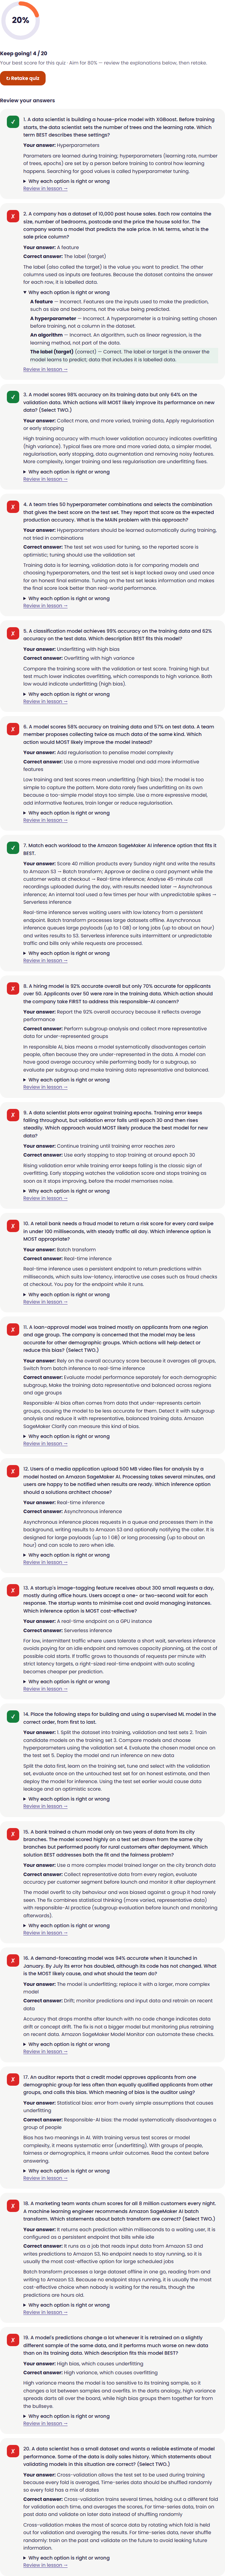 20%
Keep going! 4 / 20
Your best score for this quiz · Aim for 80% — review the explanations below, then retake.
↻ Retake quiz
Review your answers
✓
1. A data scientist is building a house-price model with XGBoost. Before training
starts, the data scientist sets the number of trees and the learning rate. Which
term BEST describes these settings?
Your answer: Hyperparameters
Parameters are learned during training; hyperparameters (learning rate, number
of trees, epochs) are set by a person before training to control how learning
happens. Searching for good values is called hyperparameter tuning.
▶ Why each option is right or wrong
Review in lesson →
✗
2. A company has a dataset of 10,000 past house sales. Each row contains the
size, number of bedrooms, postcode and the price the house sold for. The
company wants a model that predicts the sale price. In ML terms, what is the
sale price column?
Your answer: A feature
Correct answer: The label (target)
The label (also called the target) is the value you want to predict. The other
columns used as inputs are features. Because the dataset contains the answer
for each row, it is labelled data.
▼ Why each option is right or wrong
A feature — Incorrect. Features are the inputs used to make the prediction,
such as size and bedrooms, not the value being predicted.
A hyperparameter — Incorrect. A hyperparameter is a training setting chosen
before training, not a column in the dataset.
An algorithm — Incorrect. An algorithm, such as linear regression, is the
learning method, not part of the data.
The label (target) (correct) — Correct. The label or target is the answer the
model learns to predict; data that includes it is labelled data.
Review in lesson →
✓
3. A model scores 98% accuracy on its training data but only 64% on the
validation data. Which actions will MOST likely improve its performance on new
data? (Select TWO.)
Your answer: Collect more, and more varied, training data, Apply regularisation
or early stopping
High training accuracy with much lower validation accuracy indicates overfitting
(high variance). Typical fixes are more and more varied data, a simpler model,
regularisation, early stopping, data augmentation and removing noisy features.
More complexity, longer training and less regularisation are underfitting fixes.
▶ Why each option is right or wrong
Review in lesson →
✗
4. A team tries 50 hyperparameter combinations and selects the combination
that gives the best score on the test set. They report that score as the expected
production accuracy. What is the MAIN problem with this approach?
Your answer: Hyperparameters should be learned automatically during training,
not tried in combinations
Correct answer: The test set was used for tuning, so the reported score is
optimistic; tuning should use the validation set
Training data is for learning, validation data is for comparing models and
choosing hyperparameters, and the test set is kept locked away and used once
for an honest final estimate. Tuning on the test set leaks information and makes
the final score look better than real-world performance.
▶ Why each option is right or wrong
Review in lesson →
✗
5. A classification model achieves 99% accuracy on the training data and 62%
accuracy on the test data. Which description BEST fits this model?
Your answer: Underfitting with high bias
Correct answer: Overfitting with high variance
Compare the training score with the validation or test score. Training high but
test much lower indicates overfitting, which corresponds to high variance. Both
low would indicate underfitting (high bias).
▶ Why each option is right or wrong
Review in lesson →
✗
6. A model scores 58% accuracy on training data and 57% on test data. A team
member proposes collecting twice as much data of the same kind. Which
action would MOST likely improve the model instead?
Your answer: Add regularisation to penalise model complexity
Correct answer: Use a more expressive model and add more informative
features
Low training and test scores mean underfitting (high bias): the model is too
simple to capture the pattern. More data rarely fixes underfitting on its own
because a too-simple model stays too simple. Use a more expressive model,
add informative features, train longer or reduce regularisation.
▶ Why each option is right or wrong
Review in lesson →
✓
7. Match each workload to the Amazon SageMaker AI inference option that fits it
BEST.
Your answer: Score 40 million products every Sunday night and write the results
to Amazon S3 → Batch transform; Approve or decline a card payment while the
customer waits at checkout → Real-time inference; Analyse 45-minute call
recordings uploaded during the day, with results needed later → Asynchronous
inference; An internal tool used a few times per hour with unpredictable spikes →
Serverless inference
Real-time inference serves waiting users with low latency from a persistent
endpoint. Batch transform processes large datasets offline. Asynchronous
inference queues large payloads (up to 1 GB) or long jobs (up to about an hour)
and writes results to S3. Serverless inference suits intermittent or unpredictable
traffic and bills only while requests are processed.
▶ Why each option is right or wrong
Review in lesson →
✗
8. A hiring model is 92% accurate overall but only 70% accurate for applicants
over 50. Applicants over 50 were rare in the training data. Which action should
the company take FIRST to address this responsible-AI concern?
Your answer: Report the 92% overall accuracy because it reflects average
performance
Correct answer: Perform subgroup analysis and collect more representative
data for under-represented groups
In responsible AI, bias means a model systematically disadvantages certain
people, often because they are under-represented in the data. A model can
have good average accuracy while performing badly for a subgroup, so
evaluate per subgroup and make training data representative and balanced.
▶ Why each option is right or wrong
Review in lesson →
✗
9. A data scientist plots error against training epochs. Training error keeps
falling throughout, but validation error falls until epoch 30 and then rises
steadily. Which approach would MOST likely produce the best model for new
data?
Your answer: Continue training until training error reaches zero
Correct answer: Use early stopping to stop training at around epoch 30
Rising validation error while training error keeps falling is the classic sign of
overfitting. Early stopping watches the validation score and stops training as
soon as it stops improving, before the model memorises noise.
▶ Why each option is right or wrong
Review in lesson →
✗
10. A retail bank needs a fraud model to return a risk score for every card swipe
in under 100 milliseconds, with steady traffic all day. Which inference option is
MOST appropriate?
Your answer: Batch transform
Correct answer: Real-time inference
Real-time inference uses a persistent endpoint to return predictions within
milliseconds, which suits low-latency, interactive use cases such as fraud checks
at checkout. You pay for the endpoint while it runs.
▶ Why each option is right or wrong
Review in lesson →
✗
11. A loan-approval model was trained mostly on applicants from one region
and age group. The company is concerned that the model may be less
accurate for other demographic groups. Which actions will help detect or
reduce this bias? (Select TWO.)
Your answer: Rely on the overall accuracy score because it averages all groups,
Switch from batch inference to real-time inference
Correct answer: Evaluate model performance separately for each demographic
subgroup, Make the training data representative and balanced across regions
and age groups
Responsible-AI bias often comes from data that under-represents certain
groups, causing the model to be less accurate for them. Detect it with subgroup
analysis and reduce it with representative, balanced training data. Amazon
SageMaker Clarify can measure this kind of bias.
▶ Why each option is right or wrong
Review in lesson →
✗
12. Users of a media application upload 500 MB video files for analysis by a
model hosted on Amazon SageMaker AI. Processing takes several minutes, and
users are happy to be notified when results are ready. Which inference option
should a solutions architect choose?
Your answer: Real-time inference
Correct answer: Asynchronous inference
Asynchronous inference places requests in a queue and processes them in the
background, writing results to Amazon S3 and optionally notifying the caller. It is
designed for large payloads (up to 1 GB) or long processing (up to about an
hour) and can scale to zero when idle.
▶ Why each option is right or wrong
Review in lesson →
✗
13. A startup's image-tagging feature receives about 300 small requests a day,
mostly during office hours. Users accept a one- or two-second wait for each
response. The startup wants to minimise cost and avoid managing instances.
Which inference option is MOST cost-effective?
Your answer: A real-time endpoint on a GPU instance
Correct answer: Serverless inference
For low, intermittent traffic where users tolerate a short wait, serverless inference
avoids paying for an idle endpoint and removes capacity planning, at the cost of
possible cold starts. If traffic grows to thousands of requests per minute with
strict latency targets, a right-sized real-time endpoint with auto scaling
becomes cheaper per prediction.
▶ Why each option is right or wrong
Review in lesson →
✓
14. Place the following steps for building and using a supervised ML model in the
correct order, from first to last.
Your answer: 1. Split the dataset into training, validation and test sets 2. Train
candidate models on the training set 3. Compare models and choose
hyperparameters using the validation set 4. Evaluate the chosen model once on
the test set 5. Deploy the model and run inference on new data
Split the data first, learn on the training set, tune and select with the validation
set, evaluate once on the untouched test set for an honest estimate, and then
deploy the model for inference. Using the test set earlier would cause data
leakage and an optimistic score.
▶ Why each option is right or wrong
Review in lesson →
✗
15. A bank trained a churn model only on two years of data from its city
branches. The model scored highly on a test set drawn from the same city
branches but performed poorly for rural customers after deployment. Which
solution BEST addresses both the fit and the fairness problem?
Your answer: Use a more complex model trained longer on the city branch data
Correct answer: Collect representative data from every region, evaluate
accuracy per customer segment before launch and monitor it after deployment
The model overfit to city behaviour and was biased against a group it had rarely
seen. The fix combines statistical thinking (more varied, representative data)
with responsible-AI practice (subgroup evaluation before launch and monitoring
afterwards).
▶ Why each option is right or wrong
Review in lesson →
✗
16. A demand-forecasting model was 94% accurate when it launched in
January. By July its error has doubled, although its code has not changed. What
is the MOST likely cause, and what should the team do?
Your answer: The model is underfitting; replace it with a larger, more complex
model
Correct answer: Drift; monitor predictions and input data and retrain on recent
data
Accuracy that drops months after launch with no code change indicates data
drift or concept drift. The fix is not a bigger model but monitoring plus retraining
on recent data. Amazon SageMaker Model Monitor can automate these checks.
▶ Why each option is right or wrong
Review in lesson →
✗
17. An auditor reports that a credit model approves applicants from one
demographic group far less often than equally qualified applicants from other
groups, and calls this bias. Which meaning of bias is the auditor using?
Your answer: Statistical bias: error from overly simple assumptions that causes
underfitting
Correct answer: Responsible-AI bias: the model systematically disadvantages a
group of people
Bias has two meanings in AI. With training versus test scores or model
complexity, it means systematic error (underfitting). With groups of people,
fairness or demographics, it means unfair outcomes. Read the context before
answering.
▶ Why each option is right or wrong
Review in lesson →
✗
18. A marketing team wants churn scores for all 8 million customers every night.
A machine learning engineer recommends Amazon SageMaker AI batch
transform. Which statements about batch transform are correct? (Select TWO.)
Your answer: It returns each prediction within milliseconds to a waiting user, It is
configured as a persistent endpoint that bills while idle
Correct answer: It runs as a job that reads input data from Amazon S3 and
writes predictions to Amazon S3, No endpoint needs to stay running, so it is
usually the most cost-effective option for large scheduled jobs
Batch transform processes a large dataset offline in one go, reading from and
writing to Amazon S3. Because no endpoint stays running, it is usually the most
cost-effective choice when nobody is waiting for the results, though the
predictions are hours old.
▶ Why each option is right or wrong
Review in lesson →
✗
19. A model's predictions change a lot whenever it is retrained on a slightly
different sample of the same data, and it performs much worse on new data
than on its training data. Which description fits this model BEST?
Your answer: High bias, which causes underfitting
Correct answer: High variance, which causes overfitting
High variance means the model is too sensitive to its training samples, so it
changes a lot between samples and overfits. In the darts analogy, high variance
spreads darts all over the board, while high bias groups them together far from
the bullseye.
▶ Why each option is right or wrong
Review in lesson →
✗
20. A data scientist has a small dataset and wants a reliable estimate of model
performance. Some of the data is daily sales history. Which statements about
validating models in this situation are correct? (Select TWO.)
Your answer: Cross-validation allows the test set to be used during training
because every fold is averaged, Time-series data should be shuffled randomly
so every fold has a mix of dates
Correct answer: Cross-validation trains several times, holding out a different fold
for validation each time, and averages the scores, For time-series data, train on
past data and validate on later data instead of shuffling randomly
Cross-validation makes the most of scarce data by rotating which fold is held
out for validation and averaging the results. For time-series data, never shuffle
randomly: train on the past and test on the future to avoid leaking future
information.
▶ Why each option is right or wrong
Review in lesson →